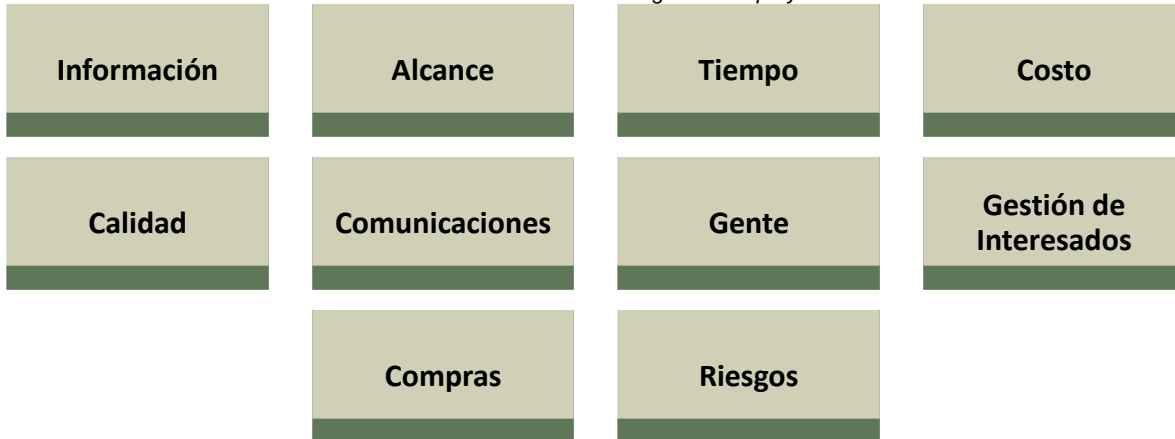 Información
Alcance
Tiempo
Costo
Calidad
Comunicaciones
Gente
Gestión de
Interesados
Compras
Riesgos